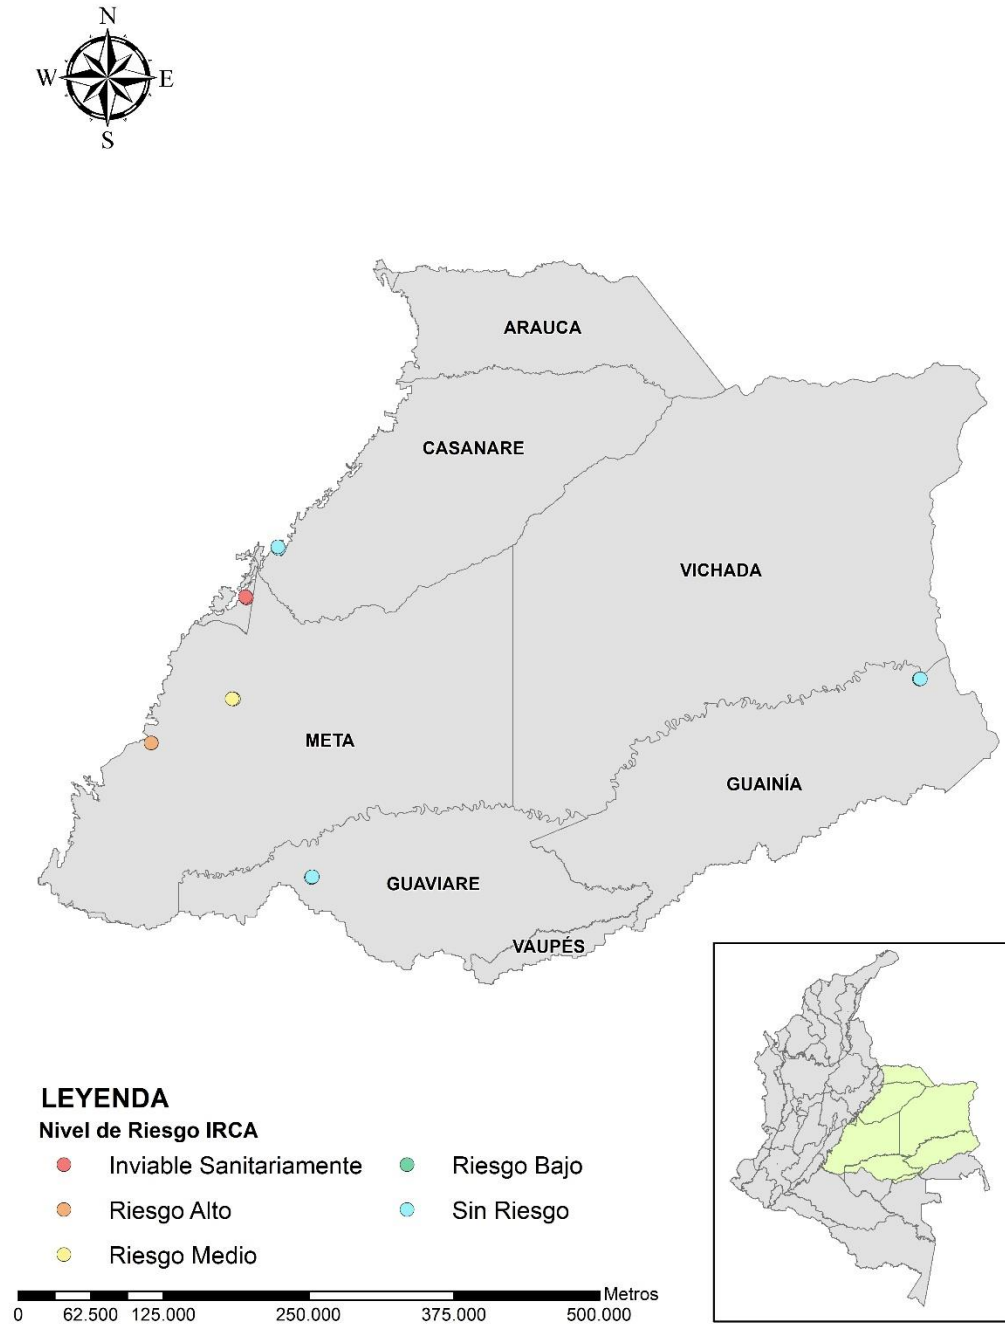 N
W E
S
ARAUCA
CASANARE
VICHADA
META
GUAINÍA
GUAVIARE
VAUPÉS
LEYENDA
Nivel de Riesgo IRCA
Inviable Sanitariamente
Riesgo Bajo
Riesgo Alto
Sin Riesgo
Riesgo Medio
Metros
0 62.500 125.000 250.000 375.000 500.000